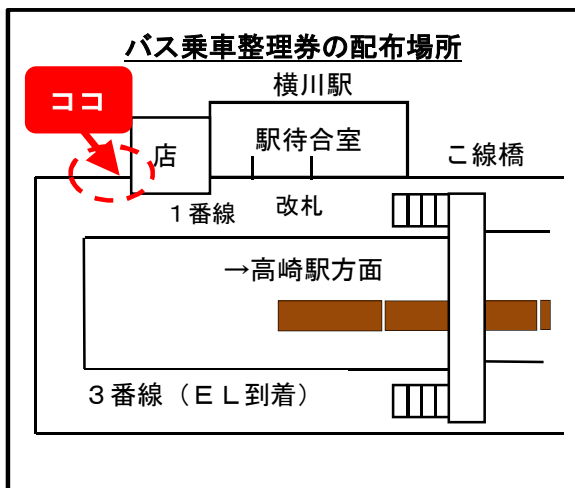 バス乗車整理券の配布場所
横川駅
ココ
店
駅待合室
こ線橋
１番線
改札
→高崎駅方面
３番線（ＥＬ到着）